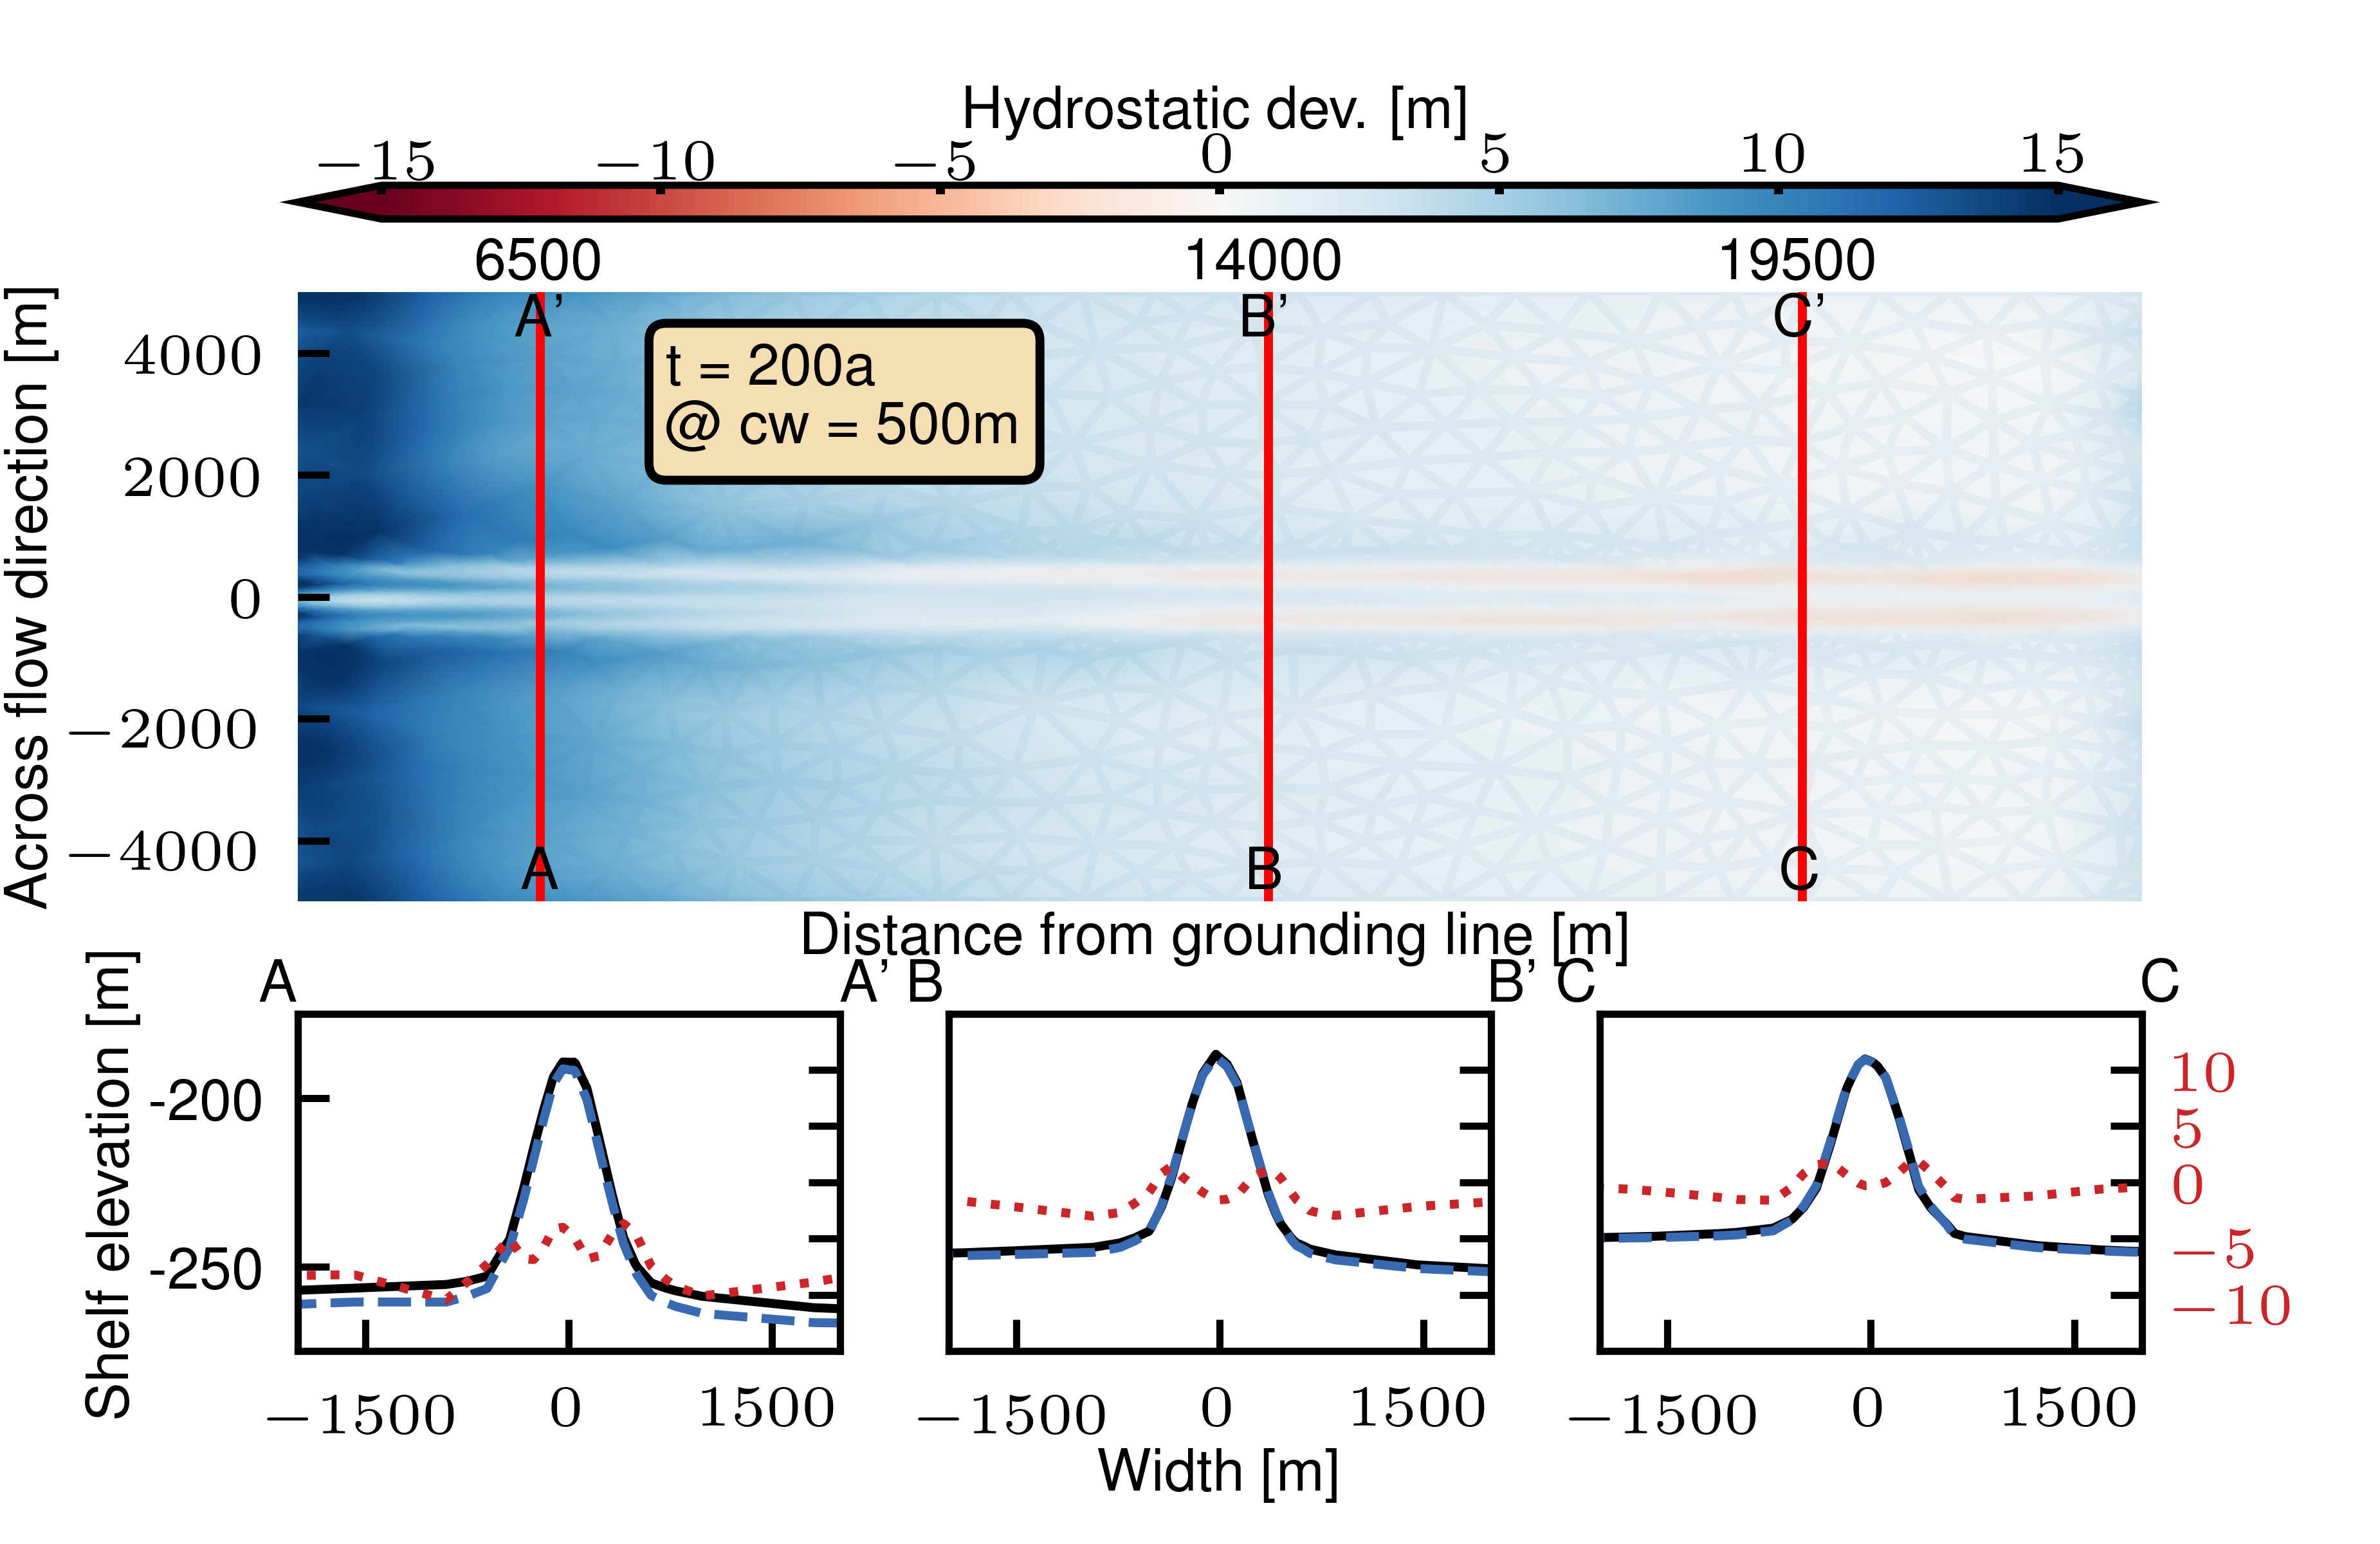 Hydrostatic dev. [m]
−15 −10 −5 0 5 10 15
6500 14000 19500
A’ B’ C’
t = 200a
@ cw = 500m
Across flow direction [m]
4000
2000
0
−2000
−4000
A B C
Distance from grounding line [m]
A A’ B B’ C C
Shelf elevation [m]
-200
-250
10
5
0
−5
−10
−1500 0 1500 −1500 0 1500 −1500 0 1500
Width [m]